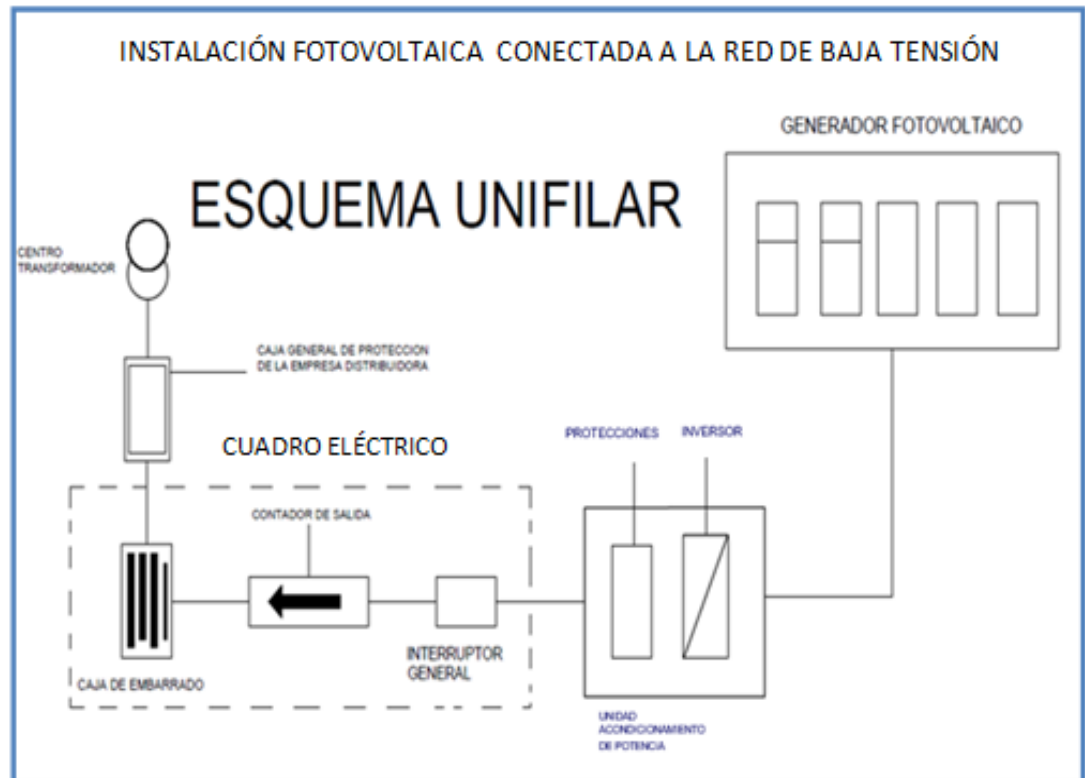 INSTALACIÓN FOTOVOLTAICA CONECTADA A LA RED DE BAJA TENSIÓN
GENERADOR FOTOVOLTAICO
ESQUEMA UNIFILAR
CENTRO
TRANSFORMADOR
CAJA GENERAL DE PROTECCION
DE LA EMPRESA DISTRIBUIDORA
PROTECCIONES
INVERSOR
CUADRO ELÉCTRICO
CONTADOR DE SALIDA
INTERRUPTOR
GENERAL
CAJA DE EMBARRADO
UNIDAD
ACONDICIONAMIENTO
DE POTENCIA